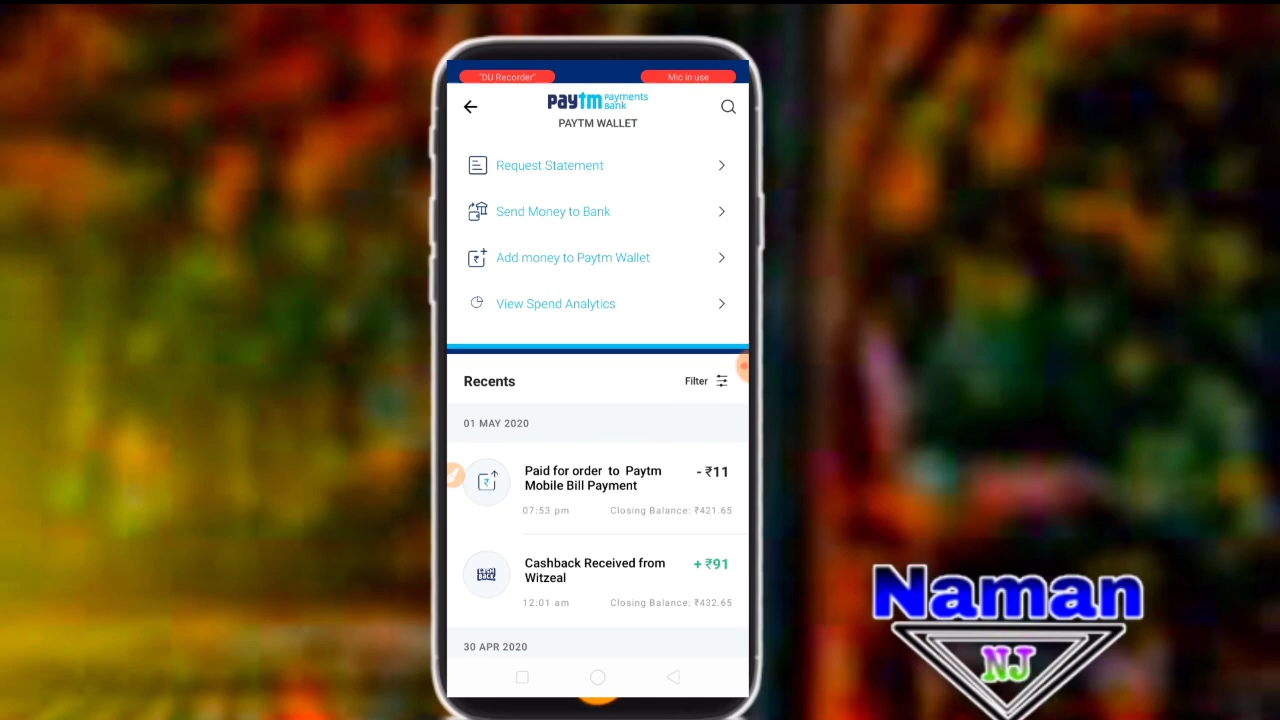 "DU Recorder"
Mic in use
paytm Payments Bank
PAYTM WALLET
Request Statement
Send Money to Bank
Add money to Paytm Wallet
View Spend Analytics
Recents
Filter
01 MAY 2020
Paid for order to Paytm
Mobile Bill Payment
- ₹11
07:53 pm
Closing Balance: ₹421.65
Cashback Received from
Witzeal
+ ₹91
12:01 am
Closing Balance: ₹432.65
30 APR 2020
Naman
NJ